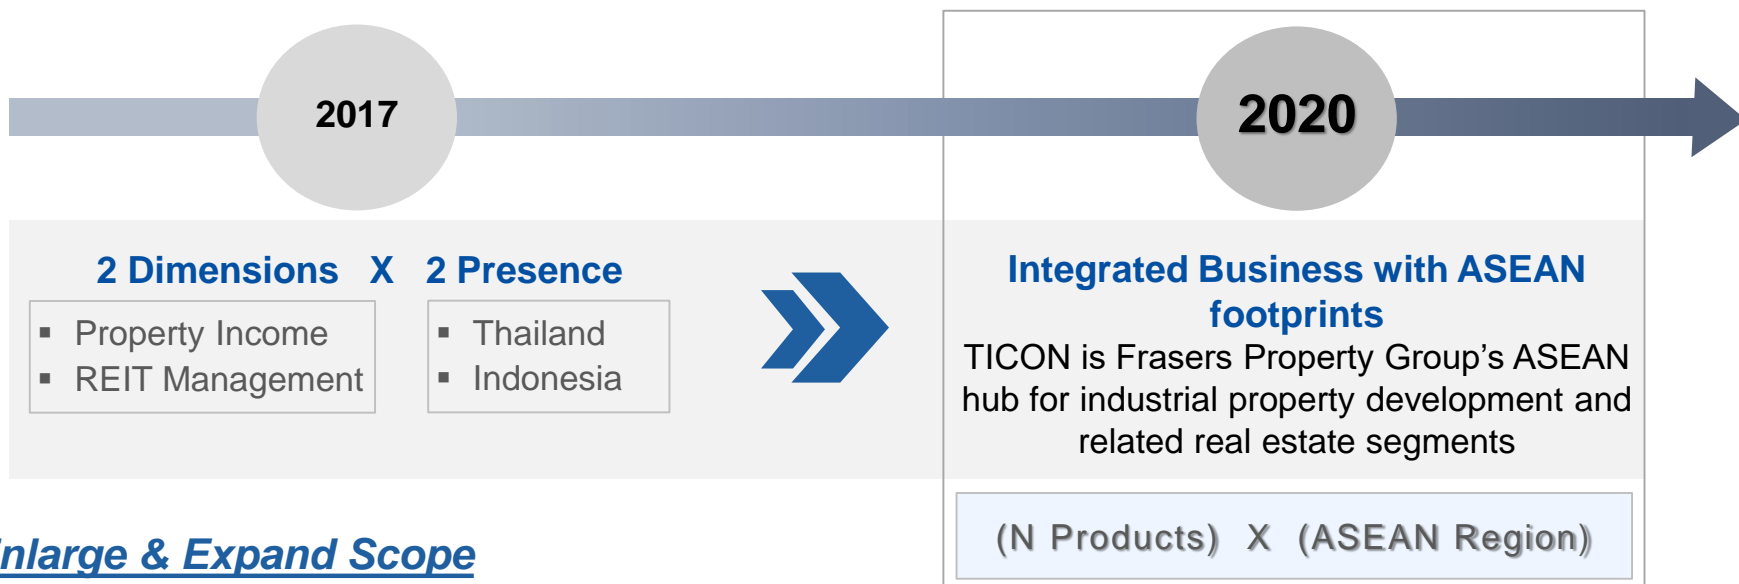 2017
2020
2 Dimensions X 2 Presence
▪ Property Income
▪ REIT Management
▪ Thailand
▪ Indonesia
Integrated Business with ASEAN
footprints
TICON is Frasers Property Group’s ASEAN
hub for industrial property development and
related real estate segments
(N Products) X (ASEAN Region)
nlarge & Expand Scope